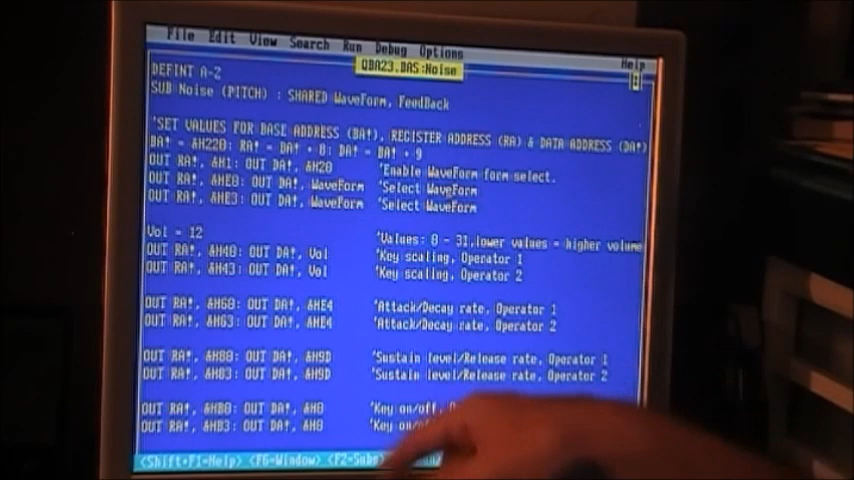 File Edit View Search Run Debug Options Help
QBA23.BAS:Noise
DEFINT A-Z
SUB Noise (PITCH) : SHARED WaveForm, FeedBack
'SET VALUES FOR BASE ADDRESS (BA!), REGISTER ADDRESS (RA) & DATA ADDRESS (DA!)
BA! = &H220: RA! = BA! + 8: DA! = BA! + 9
OUT RA!, &H1: OUT DA!, &H20 'Enable WaveForm form select.
OUT RA!, &HE0: OUT DA!, WaveForm 'Select WaveForm
OUT RA!, &HE3: OUT DA!, WaveForm 'Select WaveForm
Vol = 12 'Values: 0 - 31,lower values = higher volume
OUT RA!, &H40: OUT DA!, Vol 'Key scaling, Operator 1
OUT RA!, &H43: OUT DA!, Vol 'Key scaling, Operator 2
OUT RA!, &H60: OUT DA!, &HE4 'Attack/Decay rate, Operator 1
OUT RA!, &H63: OUT DA!, &HE4 'Attack/Decay rate, Operator 2
OUT RA!, &H80: OUT DA!, &H9D 'Sustain level/Release rate, Operator 1
OUT RA!, &H83: OUT DA!, &H9D 'Sustain level/Release rate, Operator 2
OUT RA!, &HB0: OUT DA!, &H0 'Key on/off,
OUT RA!, &HB3: OUT DA!, &H0 'Key
<Shift+F1=Help> <F6=Window> <F2=Subs>